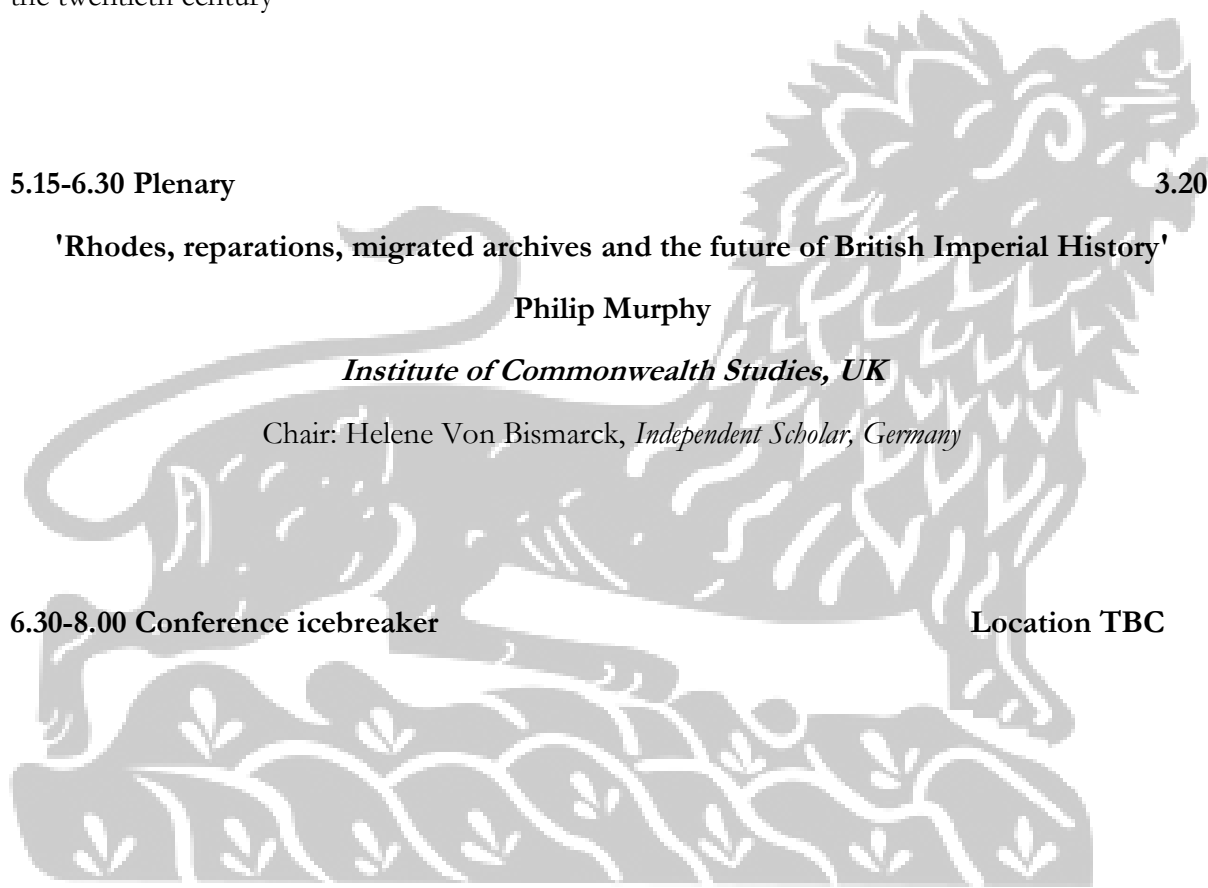 the twentieth century
5.15-6.30 Plenary 3.20
'Rhodes, reparations, migrated archives and the future of British Imperial History'
Philip Murphy
Institute of Commonwealth Studies, UK
Chair: Helene Von Bismarck, Independent Scholar, Germany
6.30-8.00 Conference icebreaker Location TBC